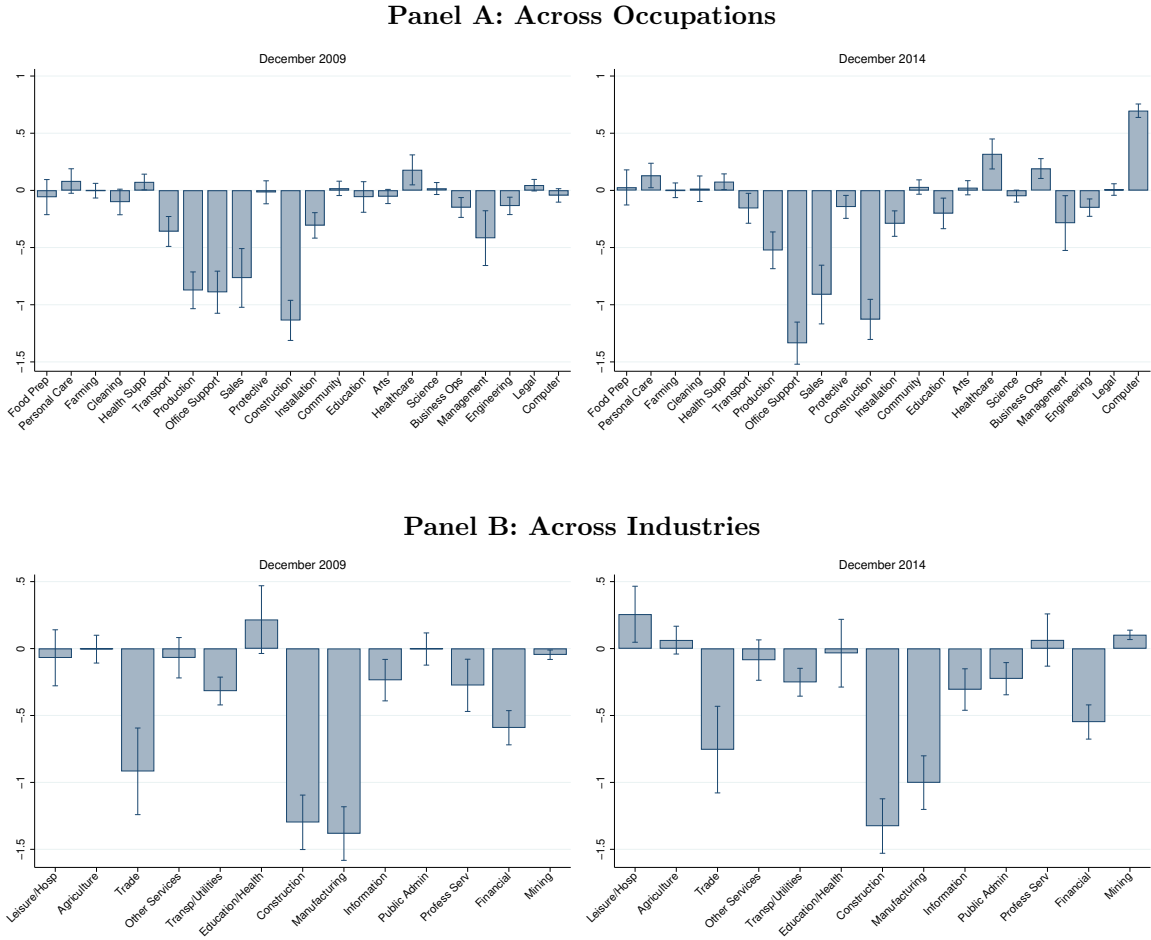 Panel A: Across Occupations
December 2009
1
.5
0
−.5
−1
−1.5
Food Prep
Personal Care
Farming
Cleaning
Health Supp
Transport
Production
Office Support
Sales
Protective
Construction
Installation
Community
Education
Arts
Healthcare
Science
Business Ops
Management
Engineering
Legal
Computer
December 2014
1
.5
0
−.5
−1
−1.5
Food Prep
Personal Care
Farming
Cleaning
Health Supp
Transport
Production
Office Support
Sales
Protective
Construction
Installation
Community
Education
Arts
Healthcare
Science
Business Ops
Management
Engineering
Legal
Computer
Panel B: Across Industries
December 2009
.5
0
−.5
−1
−1.5
Leisure/Hosp
Agriculture
Trade
Other Services
Transp/Utilities
Education/Health
Construction
Manufacturing
Information
Public Admin
Profess Serv
Financial
Mining
December 2014
.5
0
−.5
−1
−1.5
Leisure/Hosp
Agriculture
Trade
Other Services
Transp/Utilities
Education/Health
Construction
Manufacturing
Information
Public Admin
Profess Serv
Financial
Mining